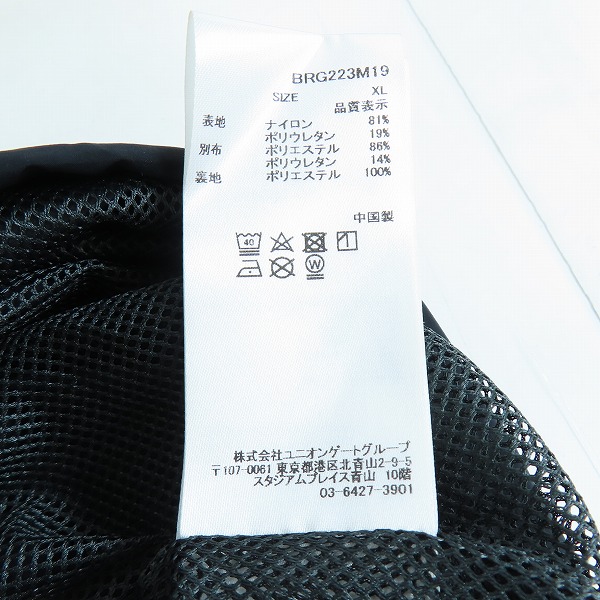 BRG223M19
SIZE XL
品質表示
表地 ナイロン 81%
ポリウレタン 19%
別布 ポリエステル 86%
ポリウレタン 14%
裏地 ポリエステル 100%
中国製
40
W
株式会社ユニオンゲートグループ
〒107-0061 東京都港区北青山2-9-5
スタジアムプレイス青山 10階
03-6427-3901